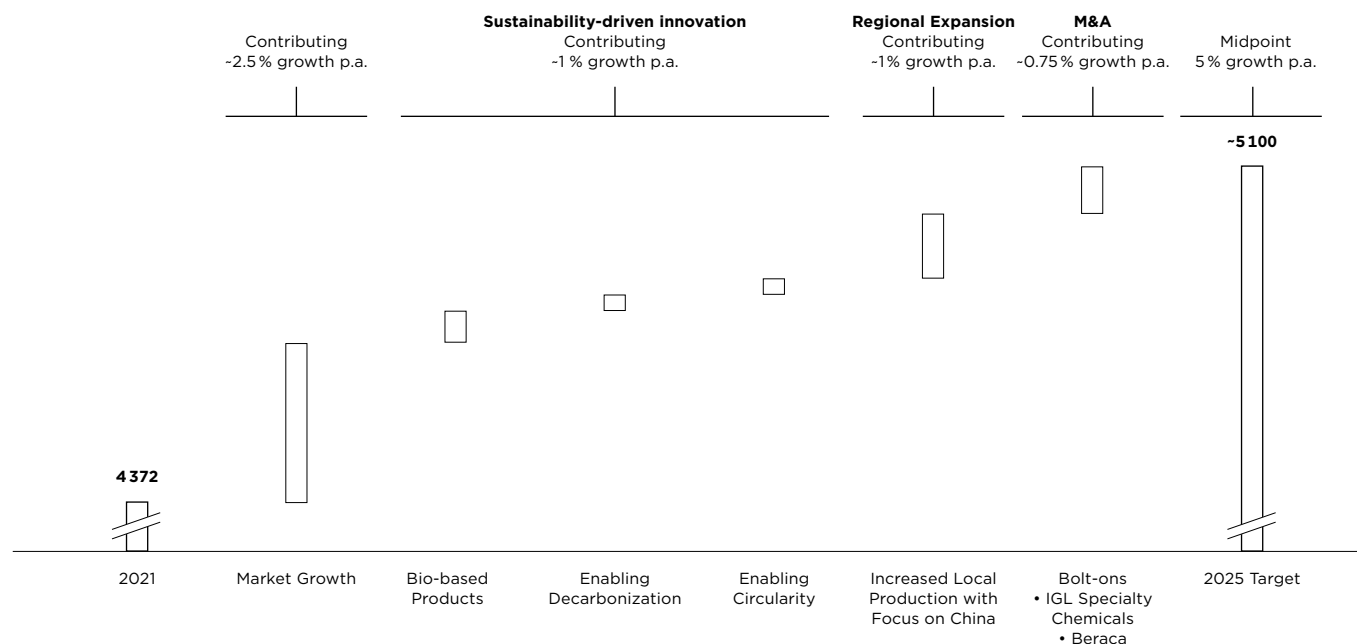 Sustainability-driven innovation
Regional Expansion
M&A
Contributing
~2.5% growth p.a.
Contributing
~1% growth p.a.
Contributing
~1% growth p.a.
Contributing
~0.75% growth p.a.
Midpoint
5% growth p.a.
~5100
4372
2021
Market Growth
Bio-based
Products
Enabling
Decarbonization
Enabling
Circularity
Increased Local
Production with
Focus on China
Bolt-ons
• IGL Specialty
Chemicals
• Beraca
2025 Target